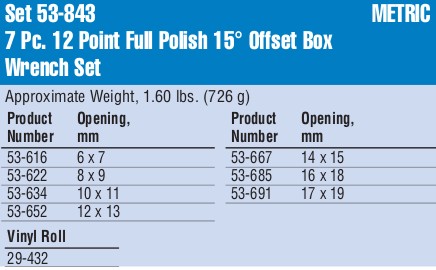 Set 53-843 METRIC
7 Pc. 12 Point Full Polish 15° Offset Box
Wrench Set
Approximate Weight, 1.60 lbs. (726 g)
Product Opening,
Number mm
53-616 6 x 7
53-622 8 x 9
53-634 10 x 11
53-652 12 x 13
Product Opening,
Number mm
53-667 14 x 15
53-685 16 x 18
53-691 17 x 19
Vinyl Roll
29-432